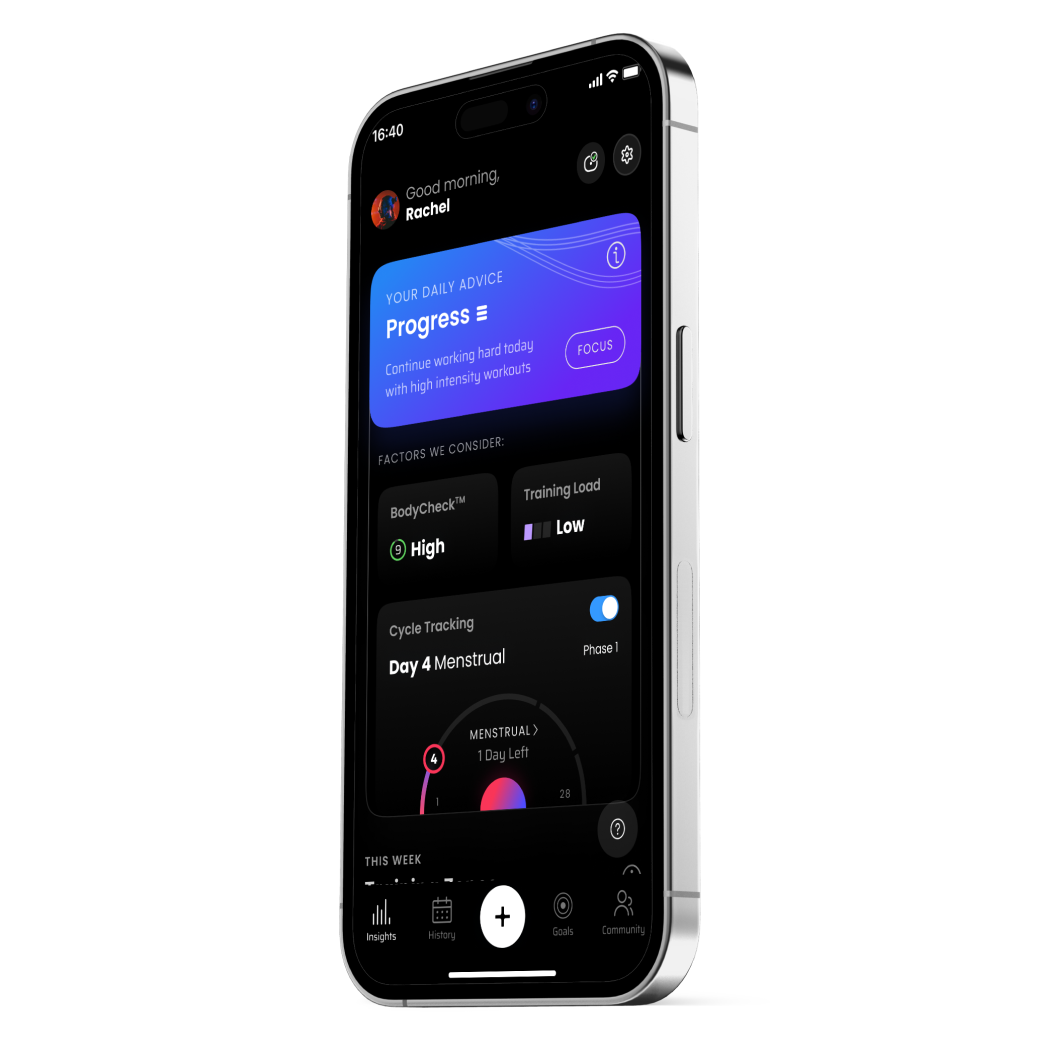 16:40
Good morning,
Rachel
YOUR DAILY ADVICE
Progress
Continue working hard today
with high intensity workouts
FOCUS
FACTORS WE CONSIDER:
BodyCheck™
9 High
Training Load
Low
Cycle Tracking
Day 4 Menstrual
Phase 1
MENSTRUAL >
1 Day Left
4
1
28
?
THIS WEEK
Insights
History
+
Goals
Community